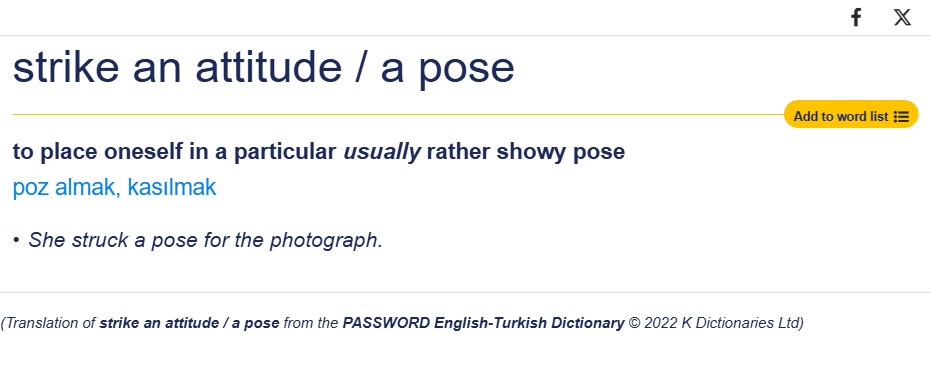 strike an attitude / a pose
Add to word list
to place oneself in a particular usually rather showy pose
poz almak, kasılmak
• She struck a pose for the photograph.
(Translation of strike an attitude / a pose from the PASSWORD English-Turkish Dictionary © 2022 K Dictionaries Ltd)